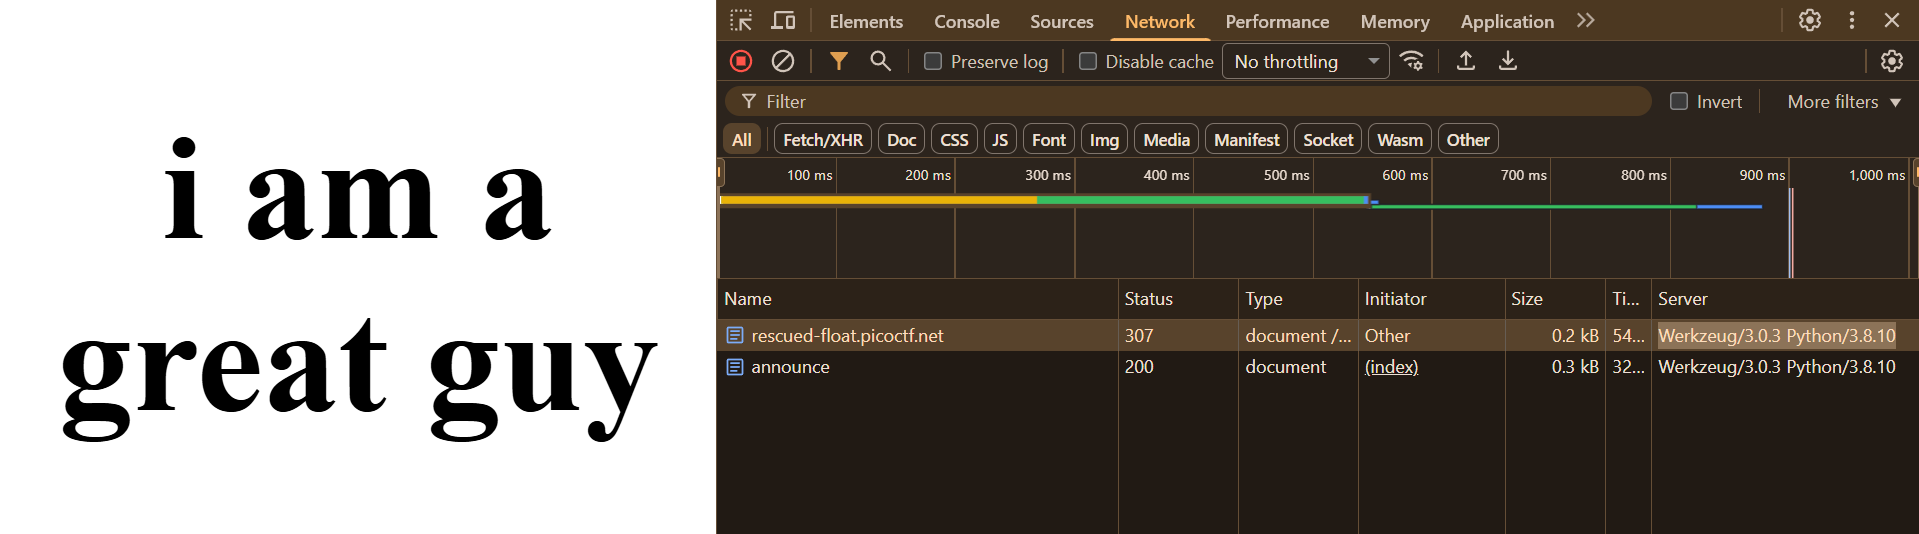 i am a
great guy
Elements Console Sources Network Performance Memory Application
Preserve log Disable cache No throttling
Filter Invert More filters
All Fetch/XHR Doc CSS JS Font Img Media Manifest Socket Wasm Other
100 ms 200 ms 300 ms 400 ms 500 ms 600 ms 700 ms 800 ms 900 ms 1,000 ms
Name Status Type Initiator Size Ti... Server
rescued-float.picoctf.net 307 document /... Other 0.2 kB 54... Werkzeug/3.0.3 Python/3.8.10
announce 200 document (index) 0.3 kB 32... Werkzeug/3.0.3 Python/3.8.10